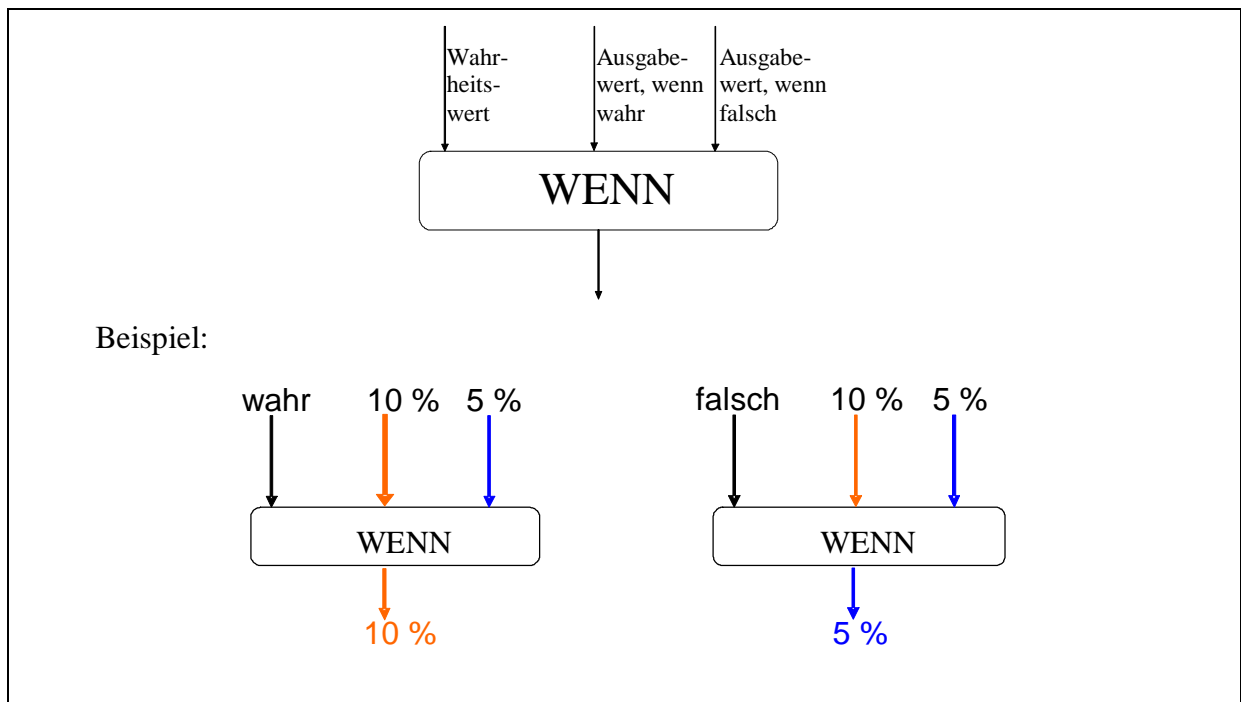 Wahr-
heits-
wert
Ausgabe-
wert, wenn
wahr
Ausgabe-
wert, wenn
falsch
WENN
Beispiel:
wahr 10 % 5 %
WENN
10 %
falsch 10 % 5 %
WENN
5 %